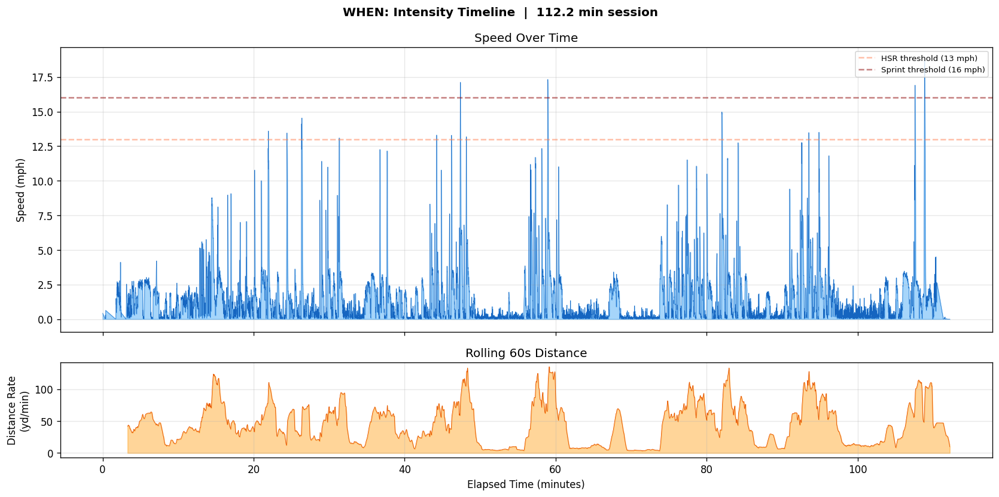 WHEN: Intensity Timeline | 112.2 min session
Speed Over Time
HSR threshold (13 mph)
Sprint threshold (16 mph)
Speed (mph)
17.5
15.0
12.5
10.0
7.5
5.0
2.5
0.0
Rolling 60s Distance
Distance Rate
(yd/min)
100
50
0
0 20 40 60 80 100
Elapsed Time (minutes)